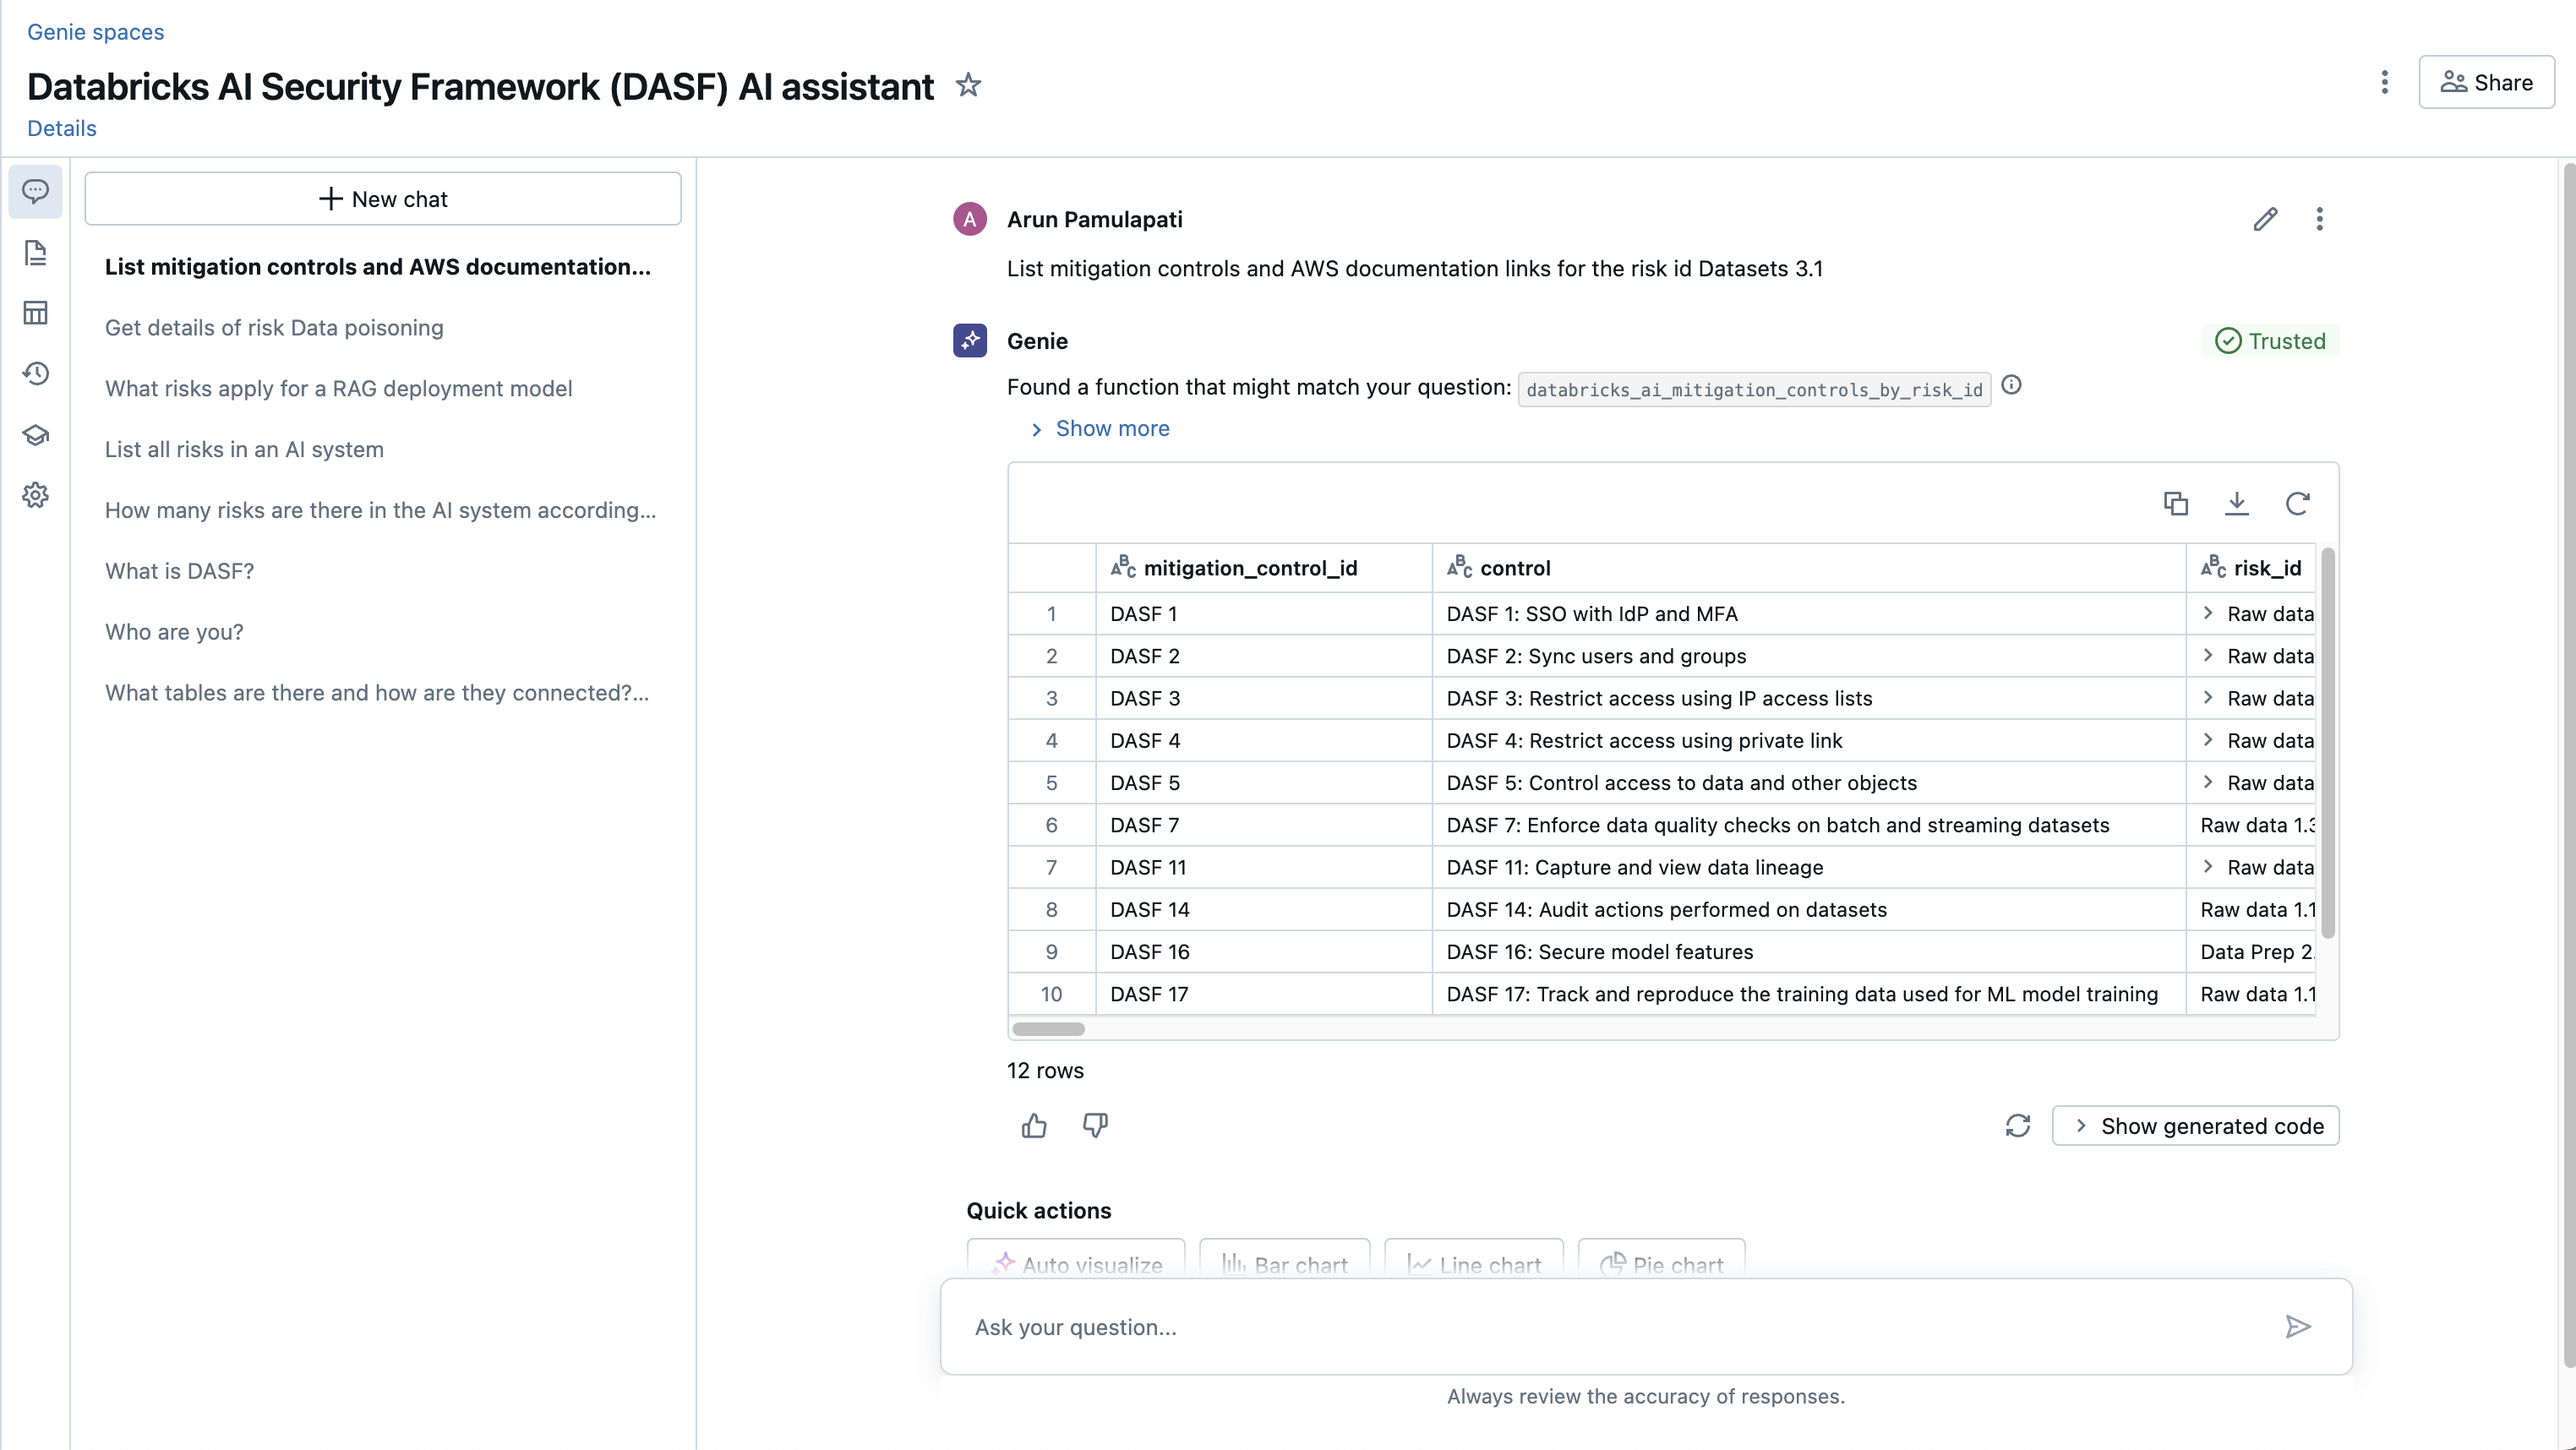 Genie spaces
Databricks AI Security Framework (DASF) AI assistant
Share
Details
New chat
List mitigation controls and AWS documentation...
Get details of risk Data poisoning
What risks apply for a RAG deployment model
List all risks in an AI system
How many risks are there in the AI system according...
What is DASF?
Who are you?
What tables are there and how are they connected?...
A Arun Pamulapati
List mitigation controls and AWS documentation links for the risk id Datasets 3.1
Genie Trusted
Found a function that might match your question: databricks_ai_mitigation_controls_by_risk_id
Show more
ABC mitigation_control_id ABC control ABC risk_id
1 DASF 1 DASF 1: SSO with IdP and MFA Raw data
2 DASF 2 DASF 2: Sync users and groups Raw data
3 DASF 3 DASF 3: Restrict access using IP access lists Raw data
4 DASF 4 DASF 4: Restrict access using private link Raw data
5 DASF 5 DASF 5: Control access to data and other objects Raw data
6 DASF 7 DASF 7: Enforce data quality checks on batch and streaming datasets Raw data 1.3
7 DASF 11 DASF 11: Capture and view data lineage Raw data
8 DASF 14 DASF 14: Audit actions performed on datasets Raw data 1.1
9 DASF 16 DASF 16: Secure model features Data Prep 2.
10 DASF 17 DASF 17: Track and reproduce the training data used for ML model training Raw data 1.1
12 rows
Show generated code
Quick actions
Auto visualize Bar chart Line chart Pie chart
Ask your question...
Always review the accuracy of responses.